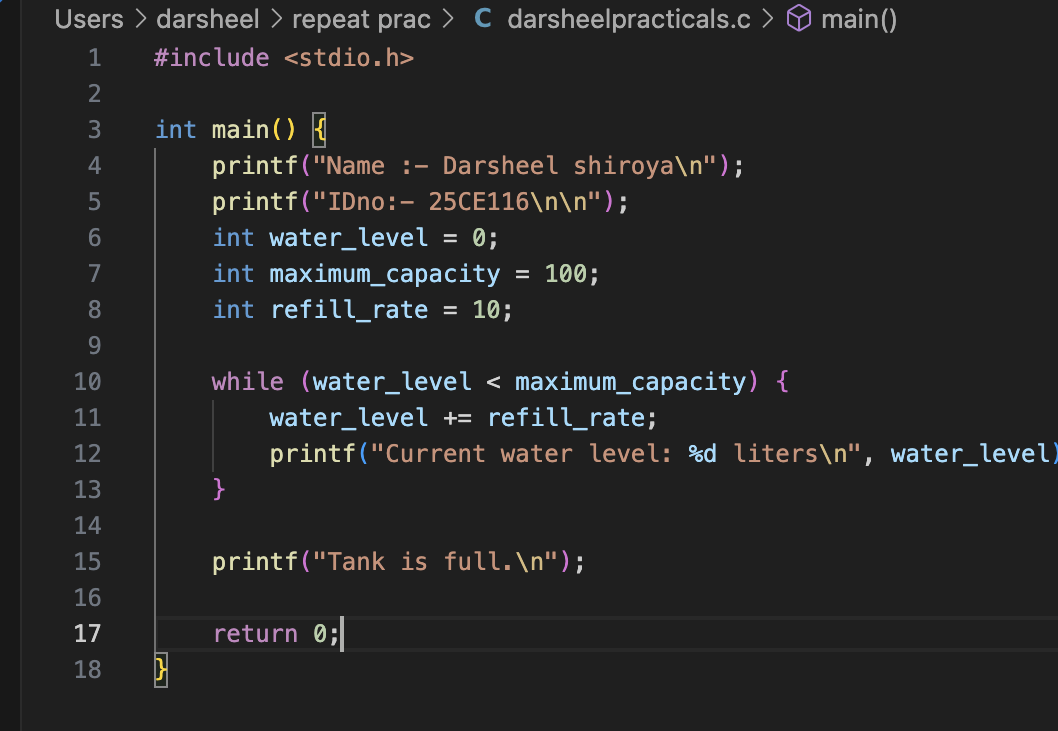 Users > darsheel > repeat prac > C darsheelpracticals.c > main()
1 #include <stdio.h>
2
3 int main() {
4     printf("Name :- Darsheel shiroya\n");
5     printf("IDno:- 25CE116\n\n");
6     int water_level = 0;
7     int maximum_capacity = 100;
8     int refill_rate = 10;
9
10     while (water_level < maximum_capacity) {
11         water_level += refill_rate;
12         printf("Current water level: %d liters\n", water_level)
13     }
14
15     printf("Tank is full.\n");
16
17     return 0;
18 }